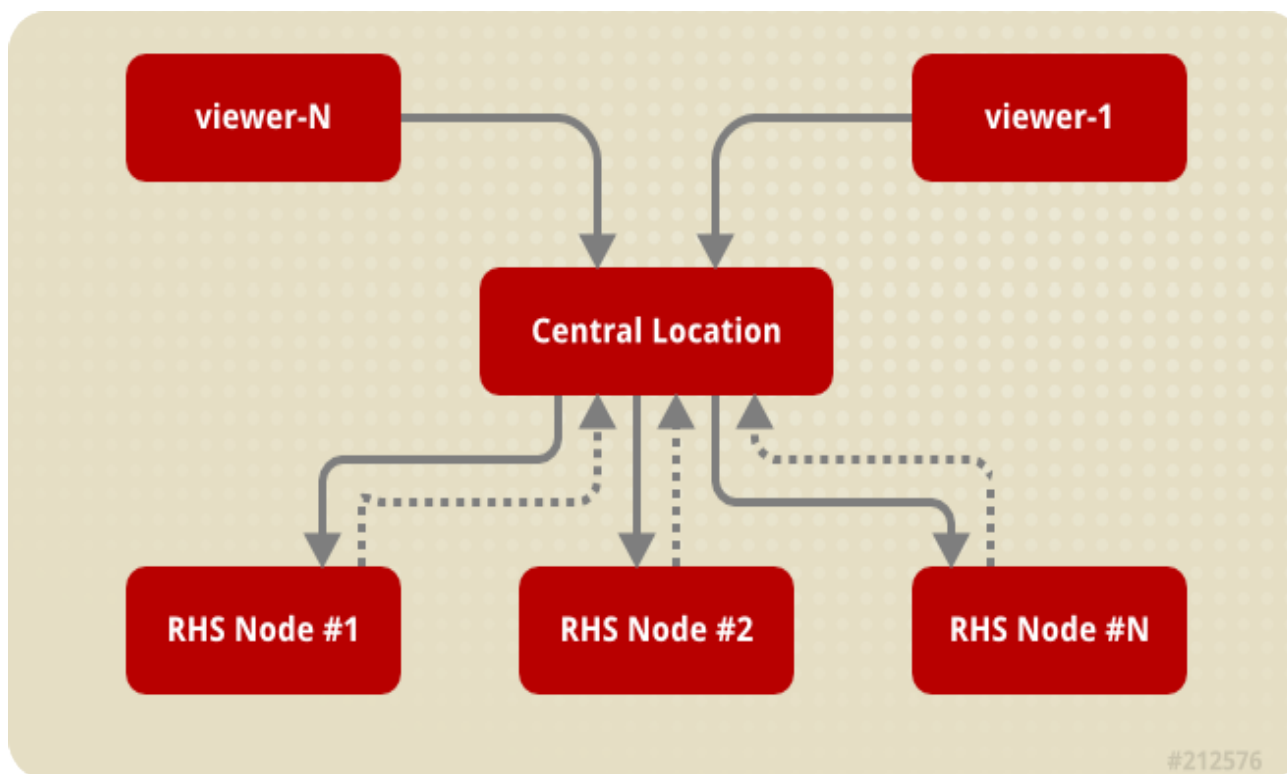 viewer-N
viewer-1
Central Location
RHS Node #1
RHS Node #2
RHS Node #N
#212576